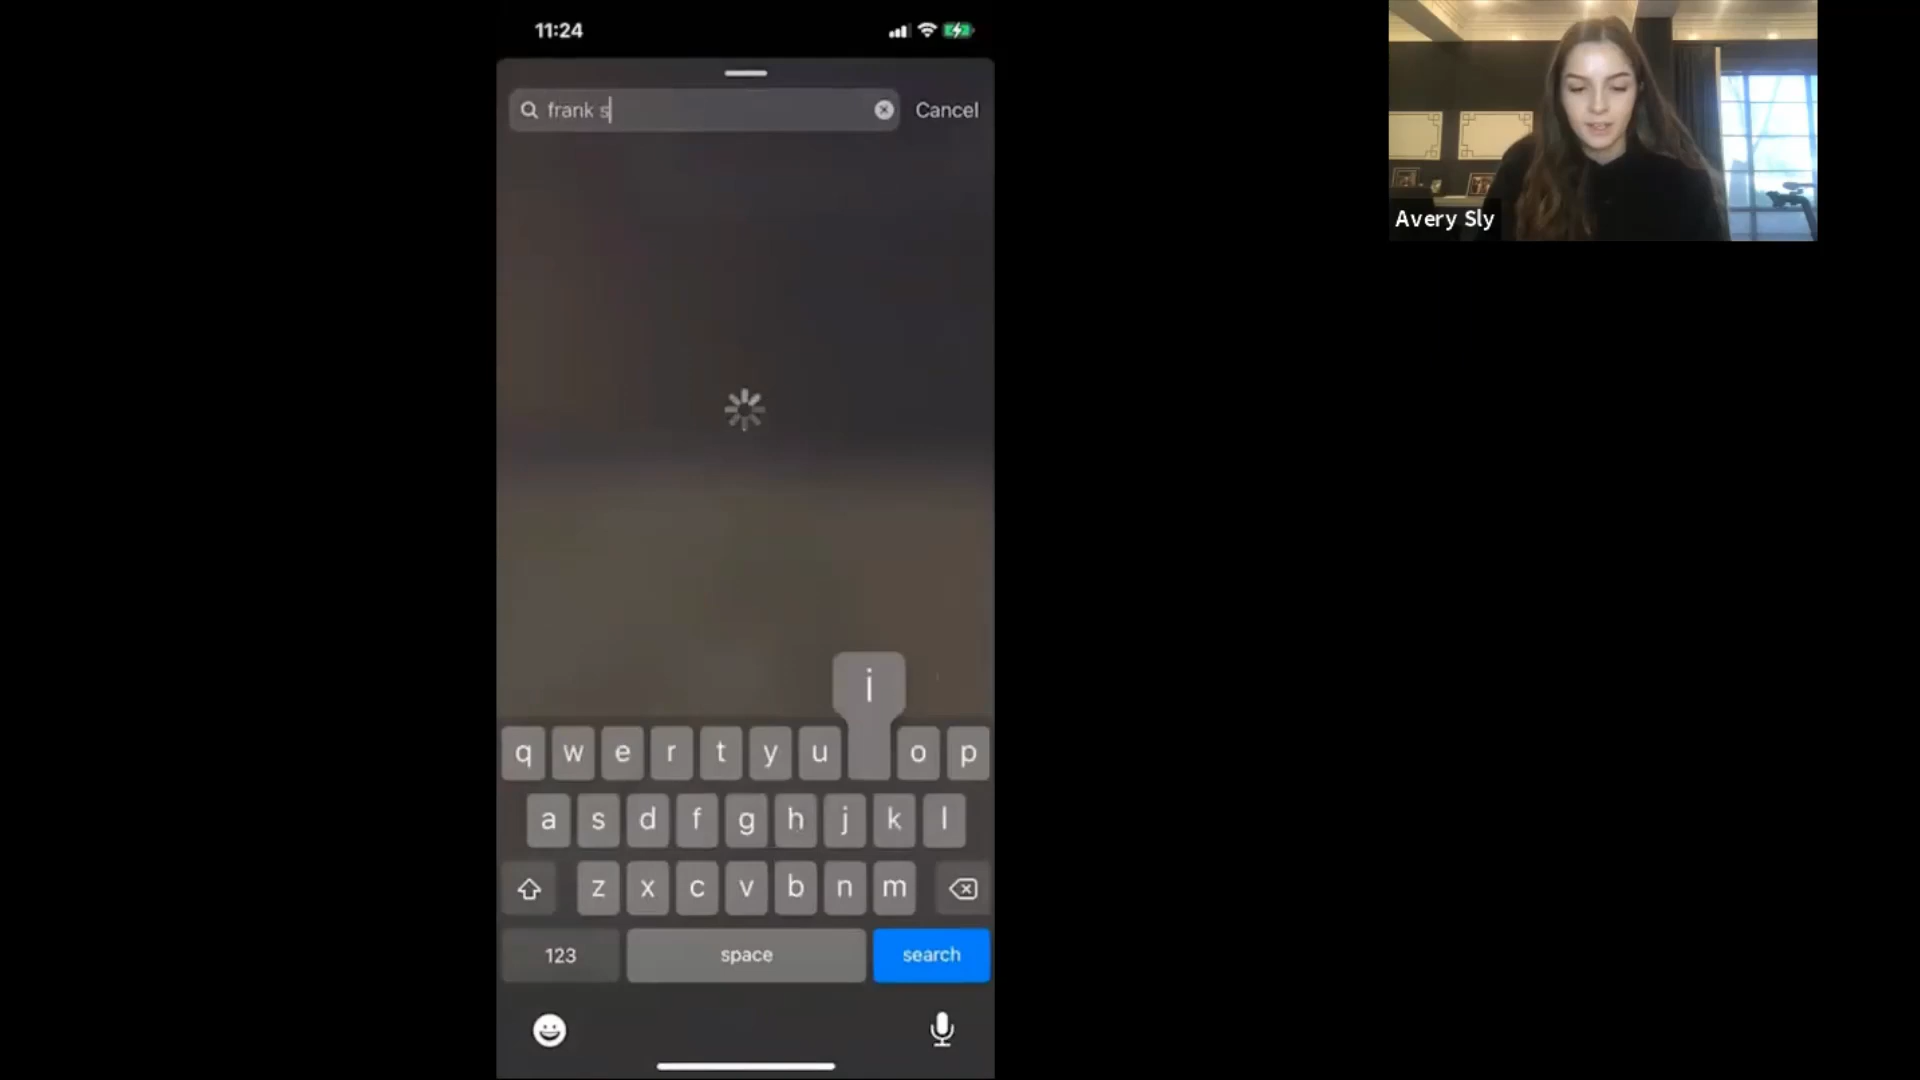 11:24
frank s
Cancel
Avery Sly
i
q w e r t y u o p
a s d f g h j k l
z x c v b n m
123 space search